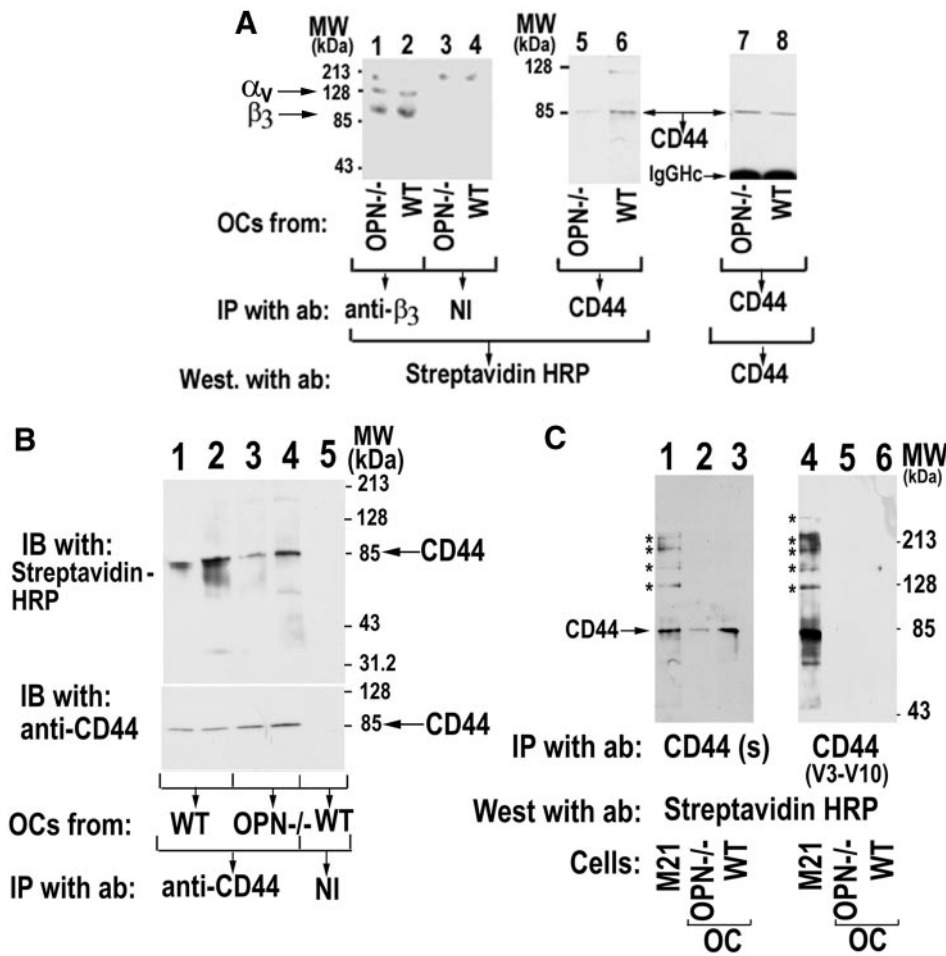 A
MW
(kDa)
1 2 3 4
213
128
85
43
αv
β3
MW
(kDa)
5 6
128
85
7 8
CD44
IgGHc
OCs from:
OPN-/- WT OPN-/- WT
OPN-/- WT
OPN-/- WT
IP with ab: anti-β3 NI CD44 CD44
West. with ab: Streptavidin HRP CD44
B
1 2 3 4 5 MW
(kDa)
213
128
85
43
31.2
IB with:
Streptavidin-
HRP
CD44
IB with:
anti-CD44
128
85
CD44
OCs from: WT OPN-/- WT
IP with ab: anti-CD44 NI
C
1 2 3 4 5 6 MW
(kDa)
*
*
*
*
*
*
*
*
*
213
128
85
43
CD44
IP with ab: CD44 (s) CD44
(V3-V10)
West with ab: Streptavidin HRP
Cells: M21 OPN-/- WT M21 OPN-/- WT
OC OC